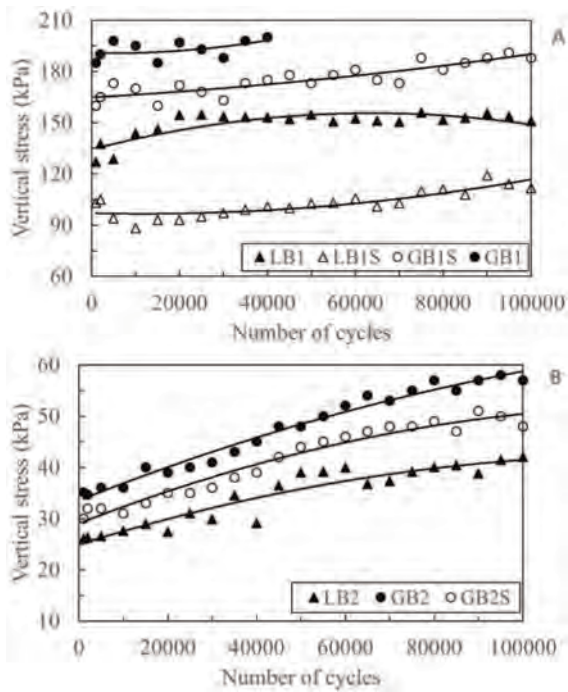 210
A
180
150
120
90
60
Vertical stress (kPa)
▲ LB1 △ LB1S ○ GB1S ● GB1
0 20000 40000 60000 80000 100000
Number of cycles
60
B
50
40
30
20
10
Vertical stress (kPa)
▲ LB2 ● GB2 ○ GB2S
0 20000 40000 60000 80000 100000
Number of cycles